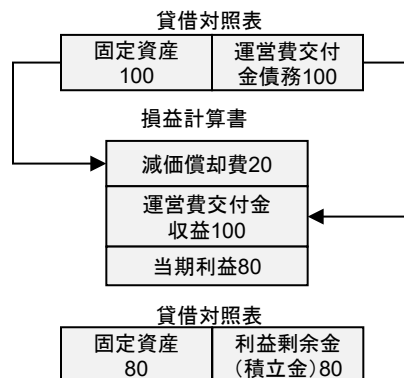 貸借対照表
固定資産
100
運営費交付
金債務100
損益計算書
減価償却費20
運営費交付金
収益100
当期利益80
貸借対照表
固定資産
80
利益剰余金
(積立金)80